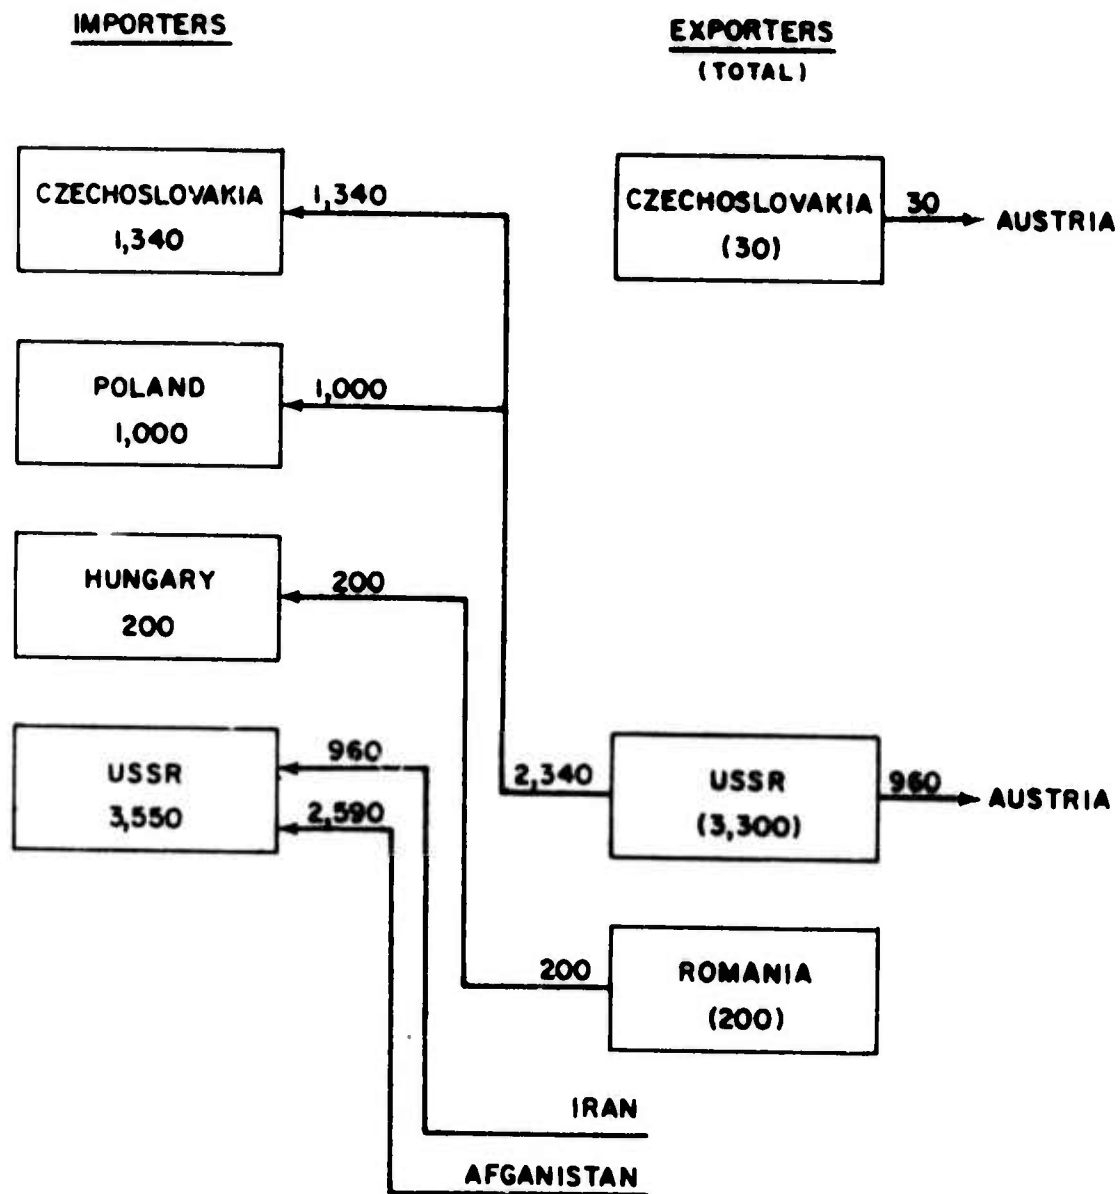 IMPORTERS
EXPORTERS
(TOTAL)
CZECHOSLOVAKIA
1,340
1,340
CZECHOSLOVAKIA
(30)
30
AUSTRIA
POLAND
1,000
1,000
HUNGARY
200
200
USSR
3,550
960
2,590
2,340
USSR
(3,300)
960
AUSTRIA
200
ROMANIA
(200)
IRAN
AFGANISTAN